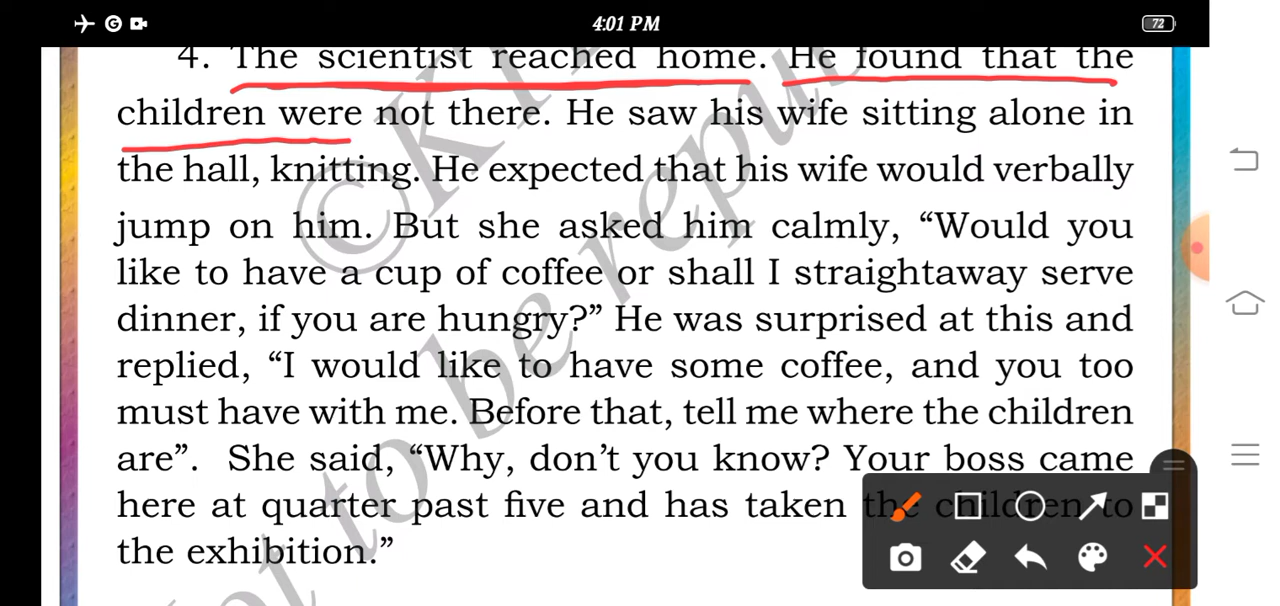 4:01 PM
72
4. The scientist reached home. He found that the
children were not there. He saw his wife sitting alone in
the hall, knitting. He expected that his wife would verbally
jump on him. But she asked him calmly, “Would you
like to have a cup of coffee or shall I straightaway serve
dinner, if you are hungry?” He was surprised at this and
replied, “I would like to have some coffee, and you too
must have with me. Before that, tell me where the children
are”. She said, “Why, don’t you know? Your boss came
here at quarter past five and has taken the children to
the exhibition.”